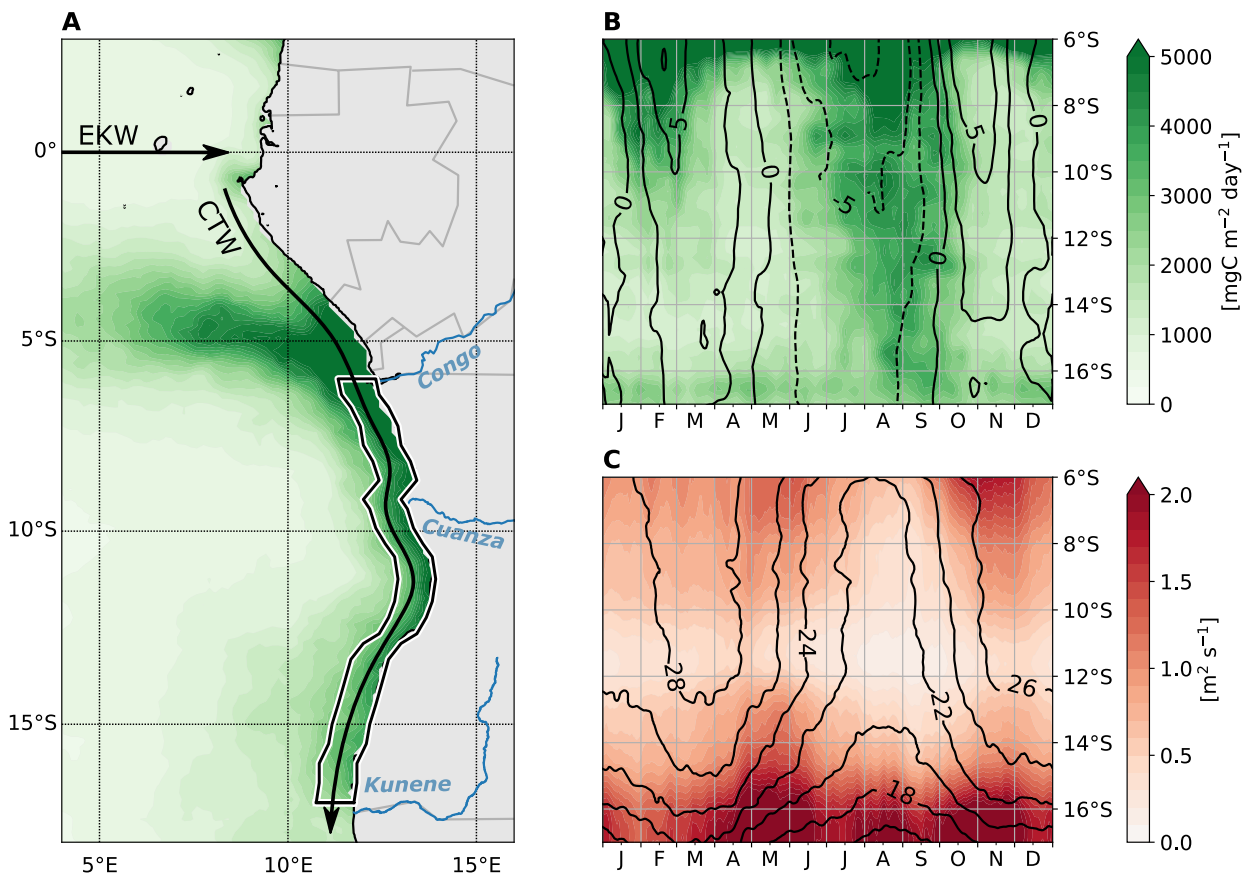 A
EKW
CTW
Congo
Cuanza
Kunene
0°
5°S
10°S
15°S
5°E
10°E
15°E
B
5
0
5
0
0
-5
0
6°S
8°S
10°S
12°S
14°S
16°S
J F M A M J J A S O N D
5000
4000
3000
2000
1000
0
[mgC m⁻² day⁻¹]
C
28
24
22
26
18
6°S
8°S
10°S
12°S
14°S
16°S
J F M A M J J A S O N D
2.0
1.5
1.0
0.5
0.0
[m² s⁻¹]